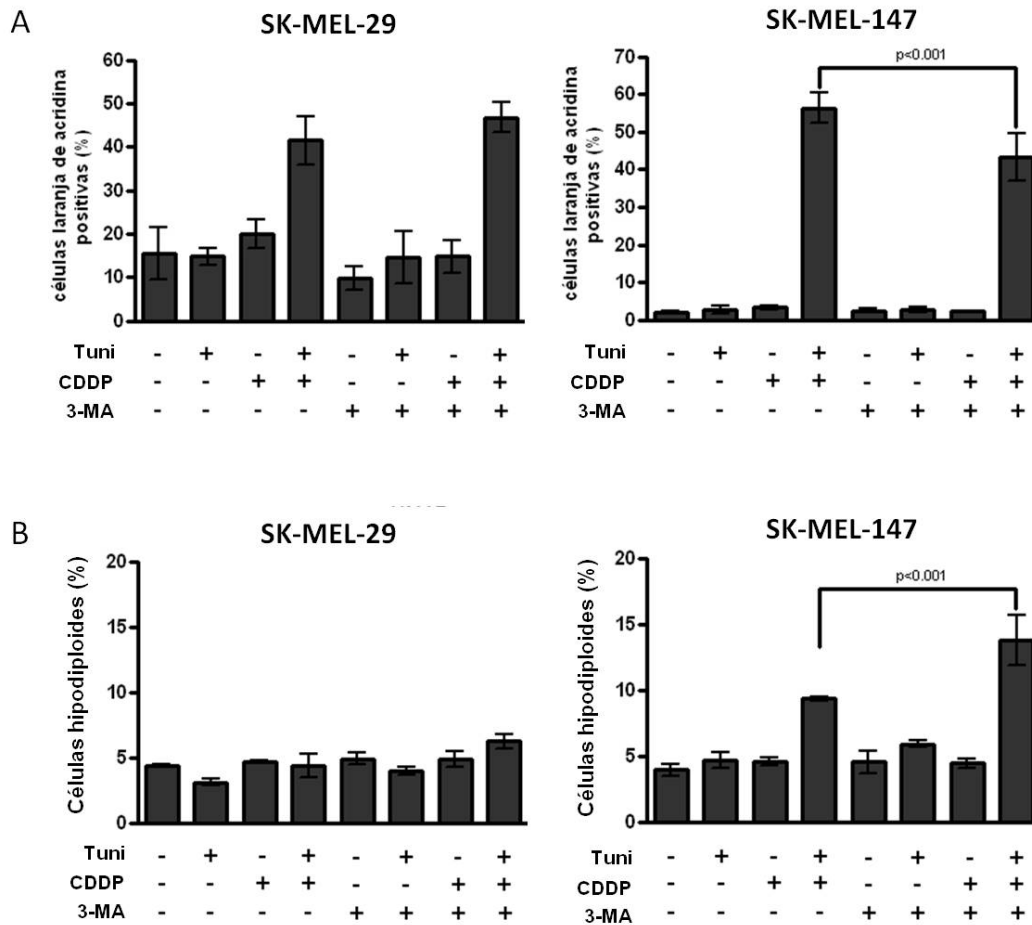 A
SK-MEL-29
células laranja de acridina
positivas (%)
60
50
40
30
20
10
0
Tuni - + - + - + - +
CDDP - - + + - - + +
3-MA - - - - + + + +
SK-MEL-147
células laranja de acridina
positivas (%)
70
60
50
40
30
20
10
0
p<0.001
Tuni - + - + - + - +
CDDP - - + + - - + +
3-MA - - - - + + + +
B
SK-MEL-29
Células hipodiploides (%)
20
15
10
5
0
Tuni - + - + - + - +
CDDP - - + + - - + +
3-MA - - - - + + + +
SK-MEL-147
Células hipodiploides (%)
20
15
10
5
0
p<0.001
Tuni - + - + - + - +
CDDP - - + + - - + +
3-MA - - - - + + + +